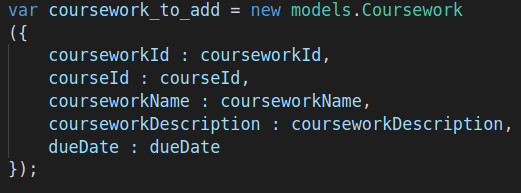 var coursework_to_add = new models.Coursework
({
    courseworkId : courseworkId,
    courseId : courseId,
    courseworkName : courseworkName,
    courseworkDescription : courseworkDescription,
    dueDate : dueDate
});